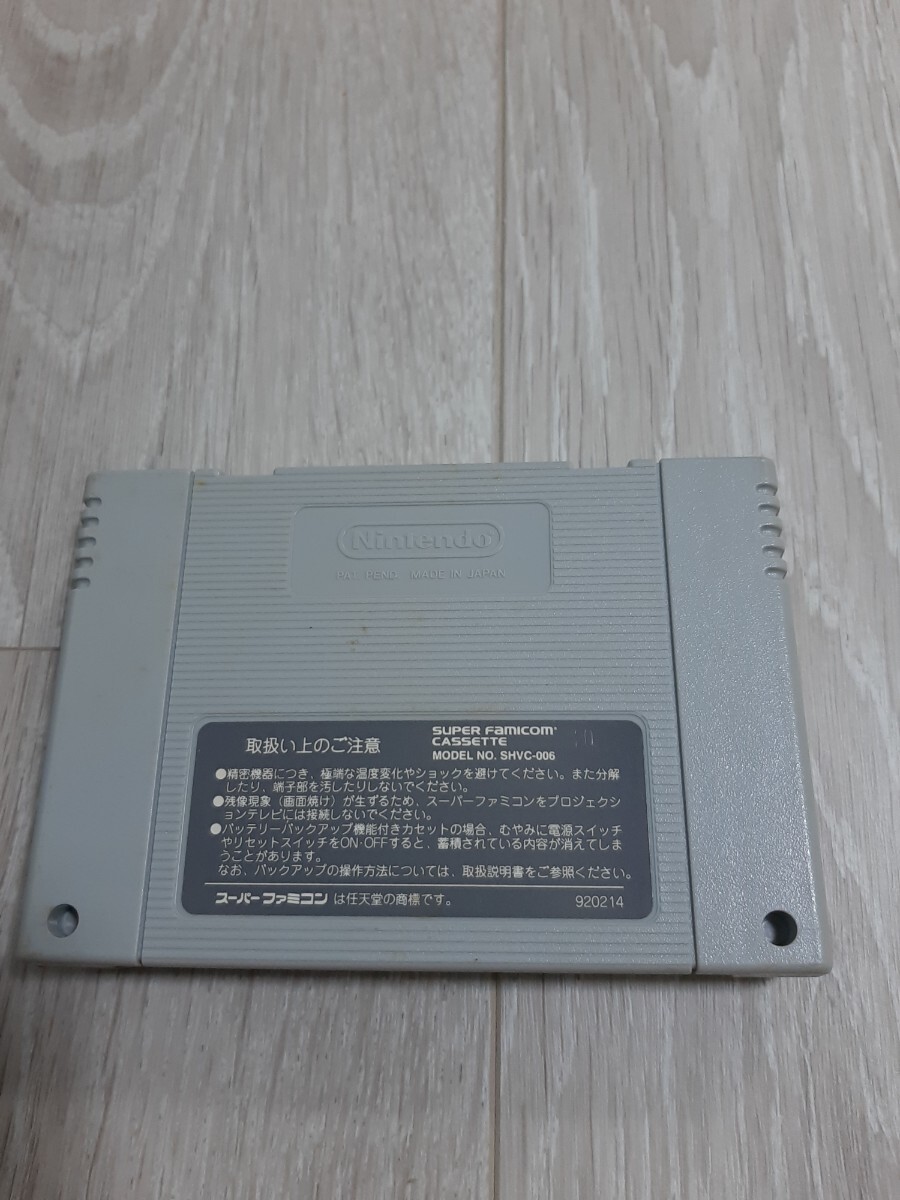 Nintendo
PAT. PEND. MADE IN JAPAN
取扱い上のご注意
SUPER FAMICOM
CASSETTE
MODEL NO. SHVC-006
●精密機器につき、極端な温度変化やショックを避けてください。また分解
したり、端子部を汚したりしないでください。
●残像現象（画面焼け）が生ずるため、スーパーファミコンをプロジェクシ
ョンテレビには接続しないでください。
●バッテリーバックアップ機能付きカセットの場合、むやみに電源スイッチ
やリセットスイッチをON·OFFすると、蓄積されている内容が消えてしま
うことがあります。
なお、バックアップの操作方法については、取扱説明書をご参照ください。
スーパーファミコン は任天堂の商標です。 920214